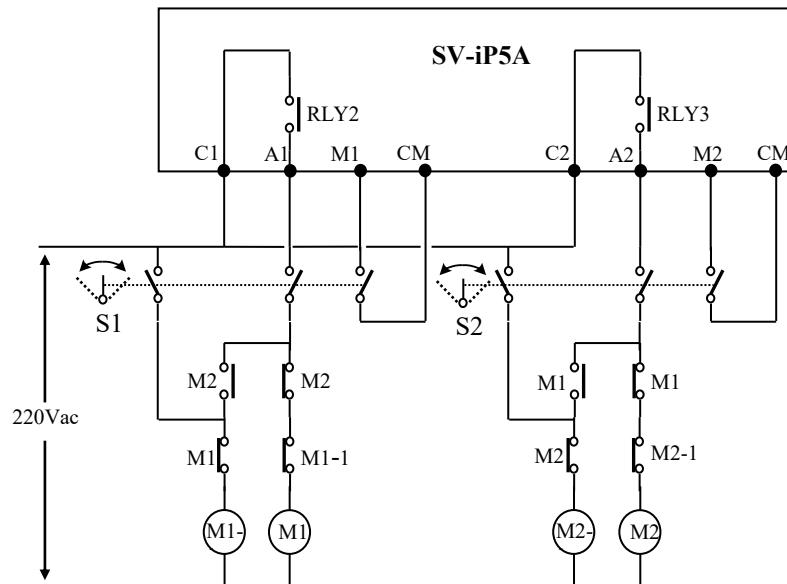 SV-iP5A
RLY2
RLY3
C1
A1
M1
CM
C2
A2
M2
CM
S1
S2
M2
M2
M1
M1
220Vac
M1
M1-1
M2
M2-1
M1-
M1
M2-
M2